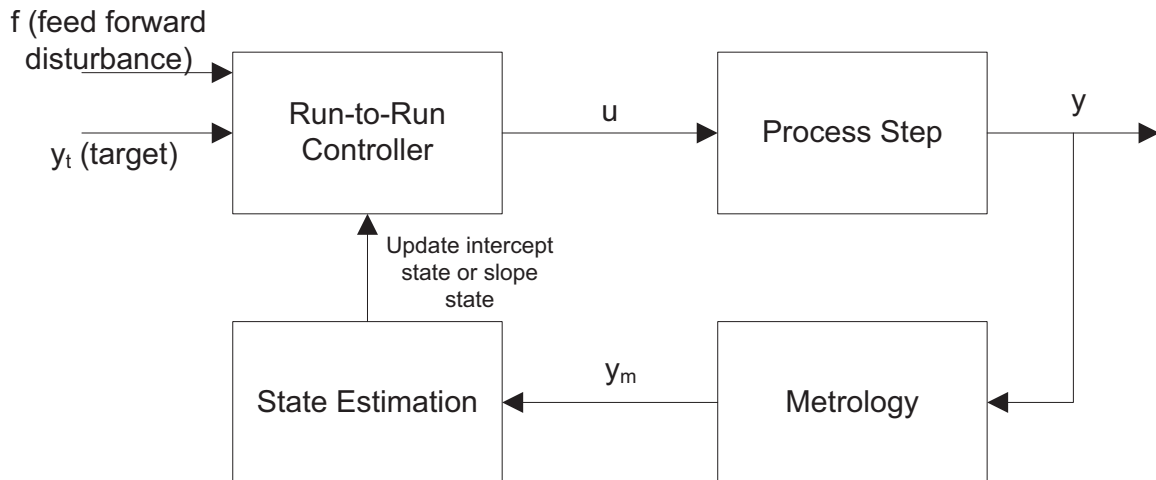 f (feed forward
disturbance)
yₜ (target)
Run-to-Run
Controller
u
Process Step
y
Update intercept
state or slope
state
State Estimation
yₘ
Metrology